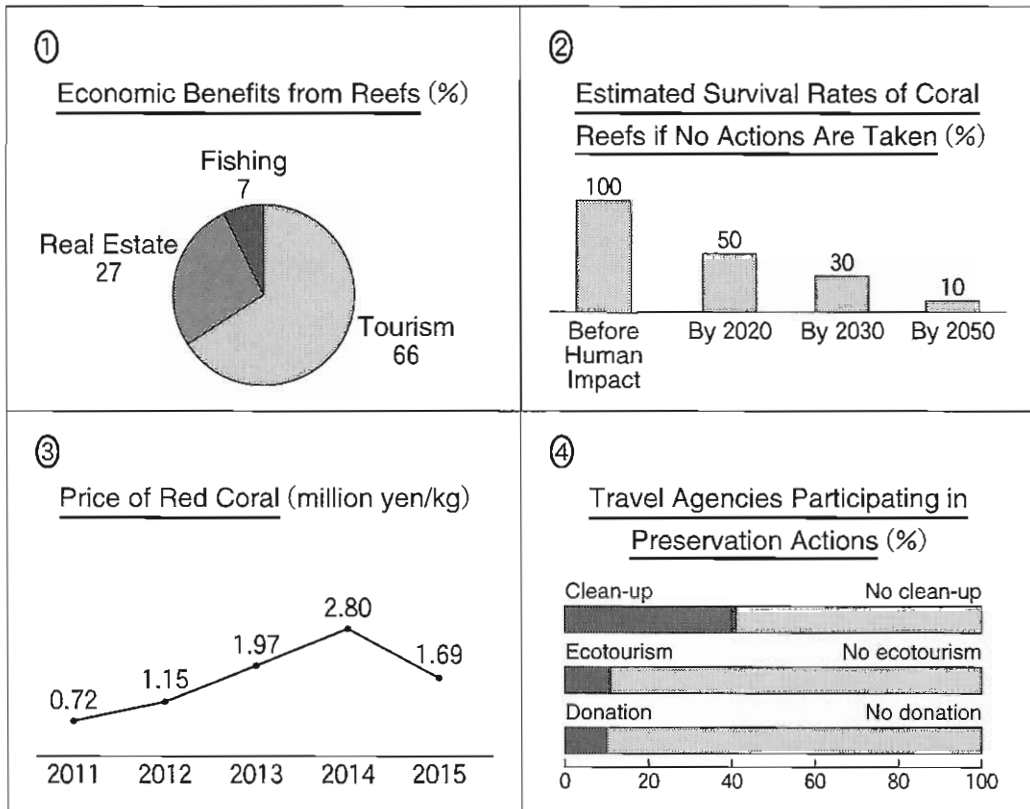 ①
Economic Benefits from Reefs (%)
Fishing
7
Real Estate
27
Tourism
66
②
Estimated Survival Rates of Coral
Reefs if No Actions Are Taken (%)
100
50
30
10
Before
Human
Impact
By 2020
By 2030
By 2050
③
Price of Red Coral (million yen/kg)
0.72
1.15
1.97
2.80
1.69
2011 2012 2013 2014 2015
④
Travel Agencies Participating in
Preservation Actions (%)
Clean-up No clean-up
Ecotourism No ecotourism
Donation No donation
0 20 40 60 80 100